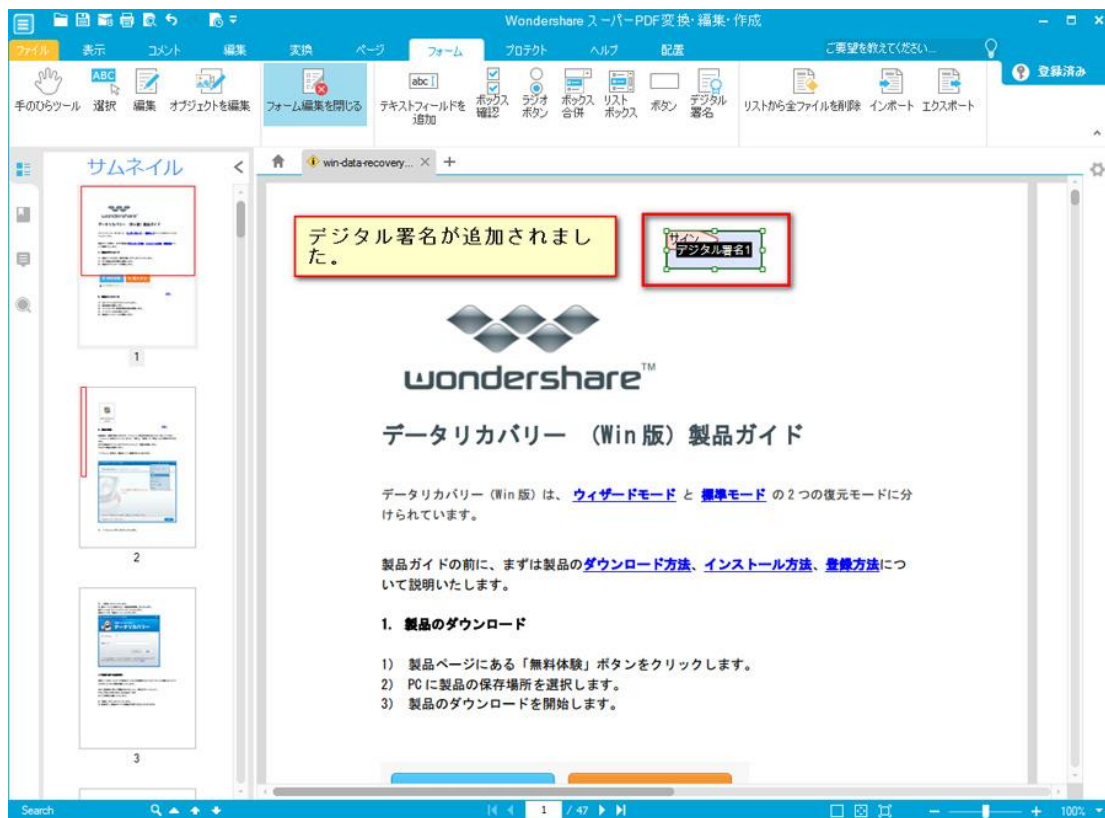 Wondershare スーパーPDF変換・編集・作成
ファイル 表示 コメント 編集 変換 ページ フォーム プロテクト ヘルプ 配置 ご要望を教えてください...
登録済み
手のひらツール 選択 編集 オブジェクトを編集 フォーム編集を閉じる テキストフィールドを追加 ボックス確認 ラジオボタン ボックス合併 リストボックス ボタン デジタル署名 リストから全ファイルを削除 インポート エクスポート
サムネイル
win-data-recovery...
デジタル署名が追加されまし
た。
サイン
デジタル署名1
wondershare™
データリカバリー (Win版) 製品ガイド
データリカバリー (Win版) は、 ウィザードモード と 標準モード の2つの復元モードに分
けられています。
製品ガイドの前に、まずは製品のダウンロード方法、インストール方法、登録方法につ
いて説明いたします。
1. 製品のダウンロード
1) 製品ページにある「無料体験」ボタンをクリックします。
2) PCに製品の保存場所を選択します。
3) 製品のダウンロードを開始します。
1
2
3
Search 1 / 47 100%